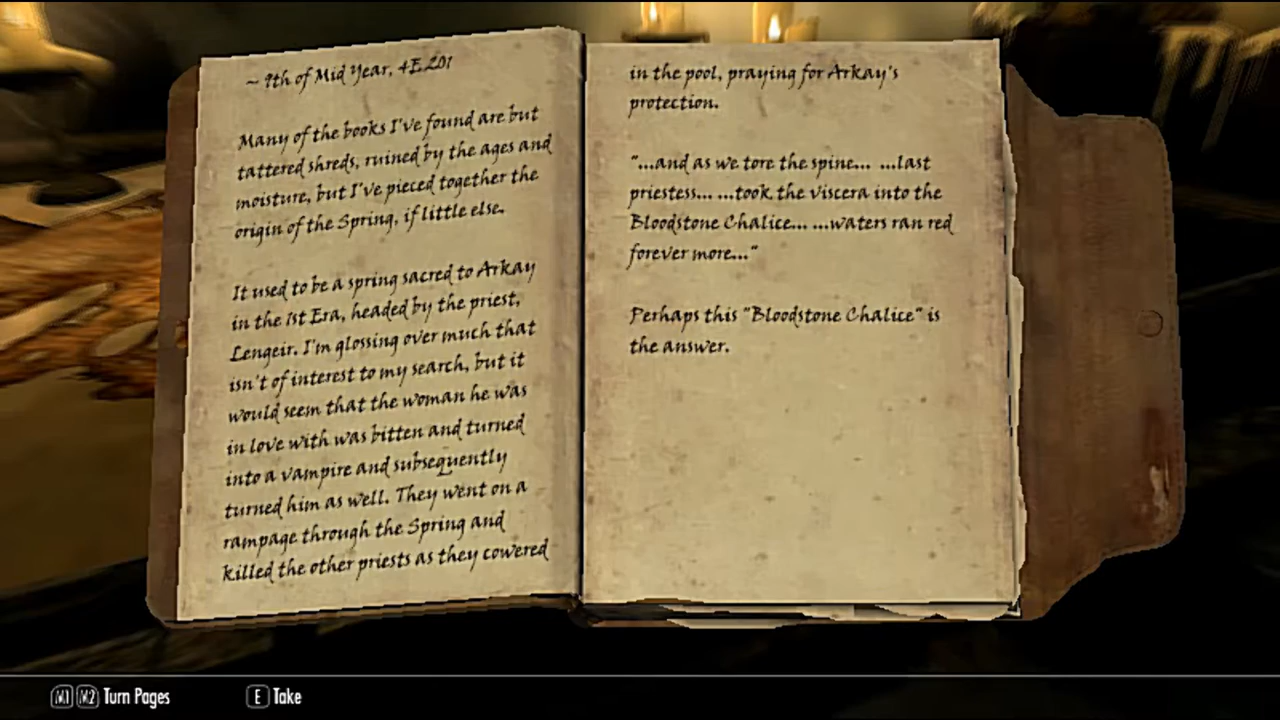 ~ 9th of Mid Year, 4E 201
Many of the books I've found are but
tattered shreds, ruined by the ages and
moisture, but I've pieced together the
origin of the Spring, if little else.
It used to be a spring sacred to Arkay
in the 1st Era, headed by the priest,
Lengeir. I'm glossing over much that
isn't of interest to my search, but it
would seem that the woman he was
in love with was bitten and turned
into a vampire and subsequently
turned him as well. They went on a
rampage through the Spring and
killed the other priests as they cowered
in the pool, praying for Arkay's
protection.
"...and as we tore the spine... ...last
priestess... ...took the viscera into the
Bloodstone Chalice... ...waters ran red
forever more..."
Perhaps this "Bloodstone Chalice" is
the answer.
M1 M2 Turn Pages E Take